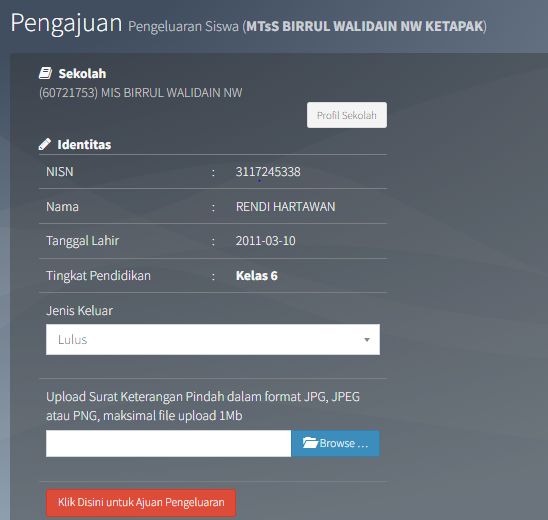 Pengajuan Pengeluaran Siswa (MTsS BIRRUL WALIDAIN NW KETAPAK)
Sekolah
(60721753) MIS BIRRUL WALIDAIN NW
Profil Sekolah
Identitas
NISN : 3117245338
Nama : RENDI HARTAWAN
Tanggal Lahir : 2011-03-10
Tingkat Pendidikan : Kelas 6
Jenis Keluar
Lulus
Upload Surat Keterangan Pindah dalam format JPG, JPEG
atau PNG, maksimal file upload 1Mb
Browse ...
Klik Disini untuk Ajuan Pengeluaran